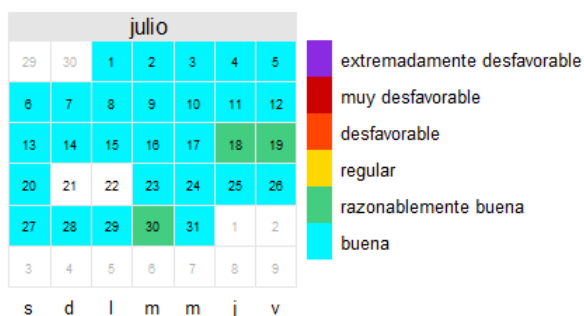 julio
29 30 1 2 3 4 5
6 7 8 9 10 11 12
13 14 15 16 17 18 19
20 21 22 23 24 25 26
27 28 29 30 31 1 2
3 4 5 6 7 8 9
s d l m m j v
extremadamente desfavorable
muy desfavorable
desfavorable
regular
razonablemente buena
buena